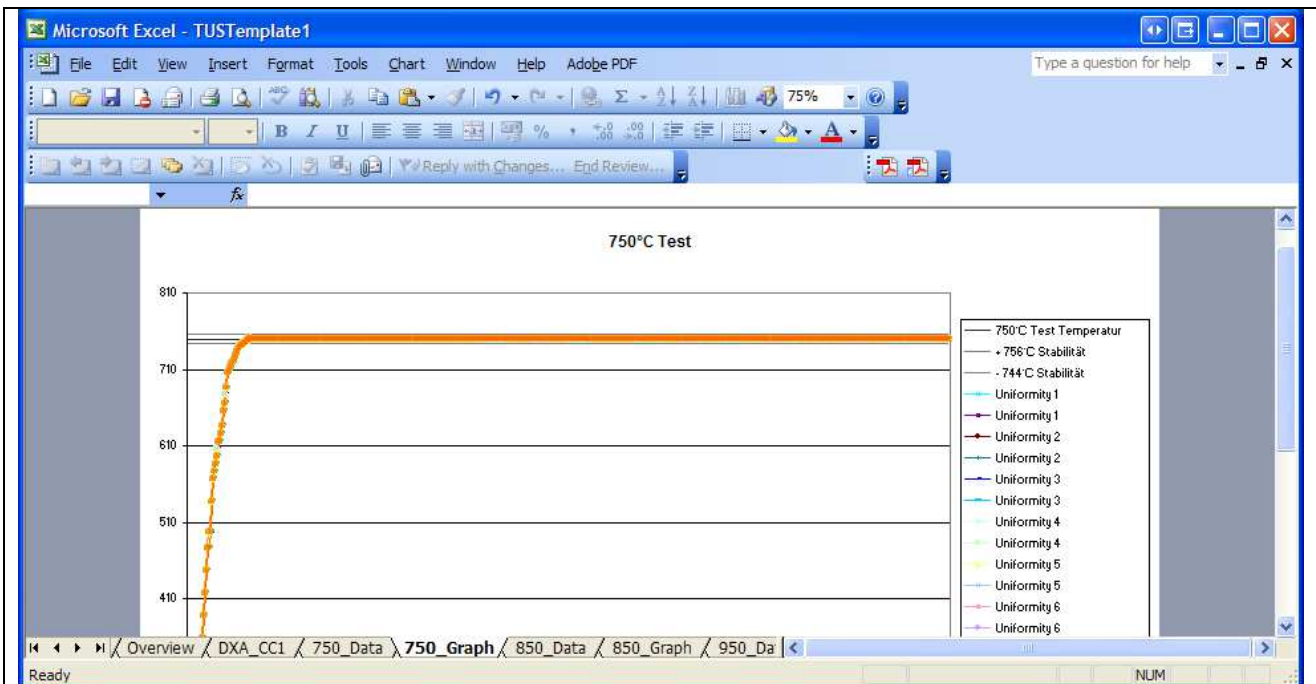 Microsoft Excel - TUSTemplate1
File Edit View Insert Format Tools Chart Window Help Adobe PDF
Type a question for help
75%
B I U
Reply with Changes... End Review...
fx
750°C Test
810
710
610
510
410
750°C Test Temperatur
+ 756°C Stabilität
- 744°C Stabilität
Uniformity 1
Uniformity 1
Uniformity 2
Uniformity 2
Uniformity 3
Uniformity 3
Uniformity 4
Uniformity 4
Uniformity 5
Uniformity 5
Uniformity 6
Uniformity 6
Overview / DXA_CC1 / 750_Data \ 750_Graph / 850_Data / 850_Graph / 950_Da
Ready
NUM